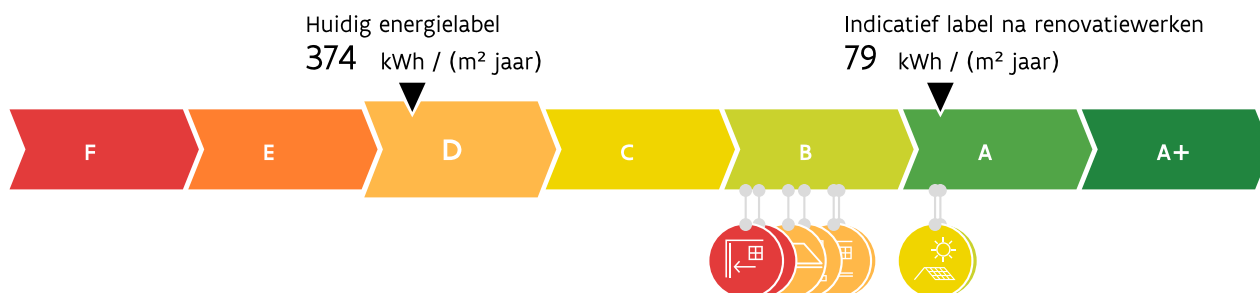 Huidig energielabel
374 kWh / (m² jaar)
Indicatief label na renovatiewerken
79 kWh / (m² jaar)
F
E
D
C
B
A
A+